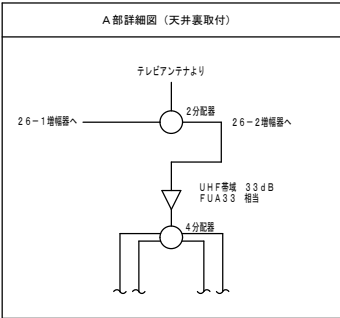 A部詳細図（天井裏取付）
テレビアンテナより
2分配器
26－1増幅器へ
26－2増幅器へ
UHF帯域 33dB
FUA33 相当
4分配器